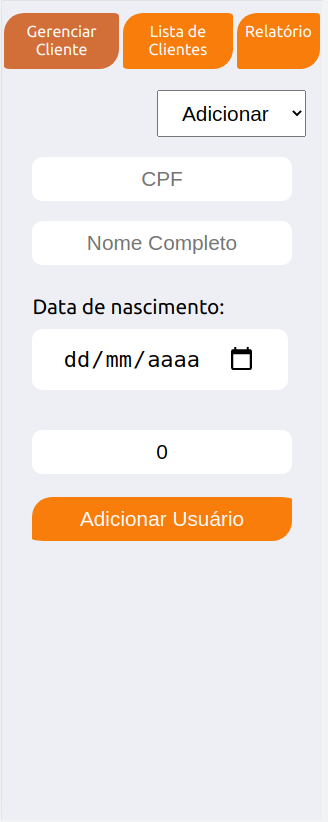 Gerenciar
Cliente
Lista de
Clientes
Relatório
Adicionar
CPF
Nome Completo
Data de nascimento:
dd/mm/aaaa
0
Adicionar Usuário